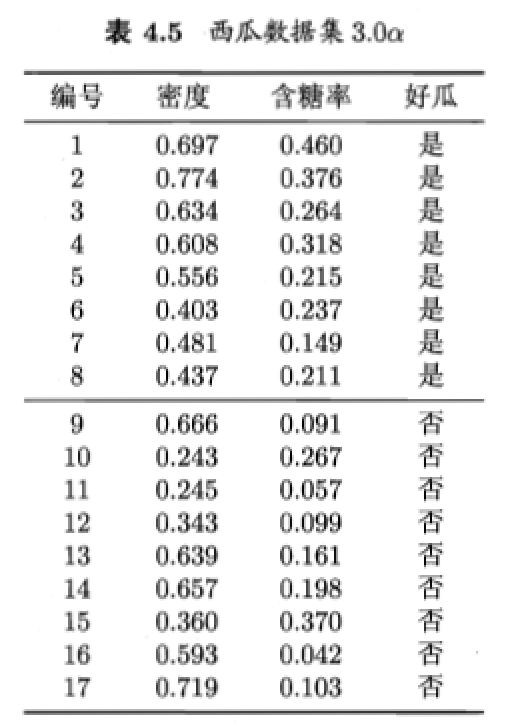 表 4.5 西瓜数据集 3.0α
编号 密度 含糖率 好瓜
1 0.697 0.460 是
2 0.774 0.376 是
3 0.634 0.264 是
4 0.608 0.318 是
5 0.556 0.215 是
6 0.403 0.237 是
7 0.481 0.149 是
8 0.437 0.211 是
9 0.666 0.091 否
10 0.243 0.267 否
11 0.245 0.057 否
12 0.343 0.099 否
13 0.639 0.161 否
14 0.657 0.198 否
15 0.360 0.370 否
16 0.593 0.042 否
17 0.719 0.103 否